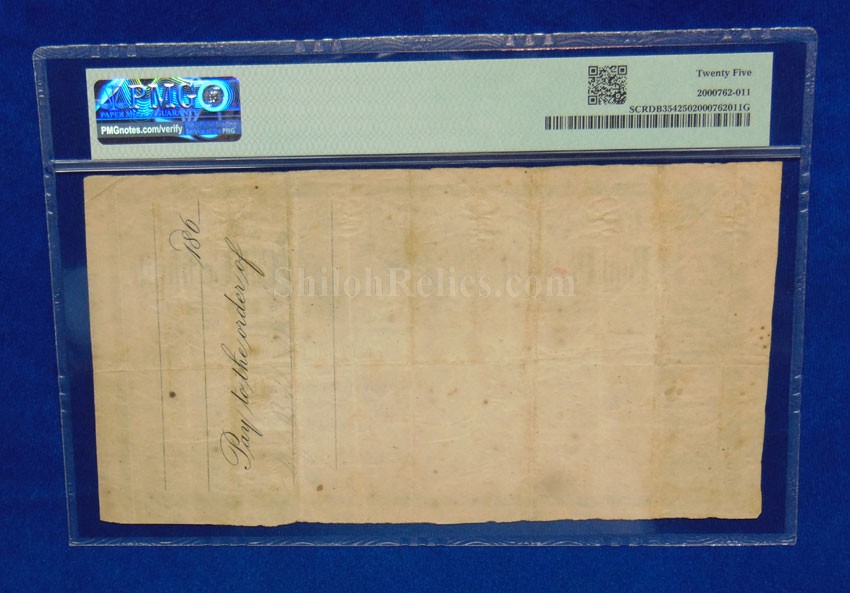 PMG
PAPER MONEY GUARANTY
PMGnotes.com/verify
Twenty Five
2000762-011
SCRDB3542502000762011G
186
Pay to the order of
ShilohRelics.com